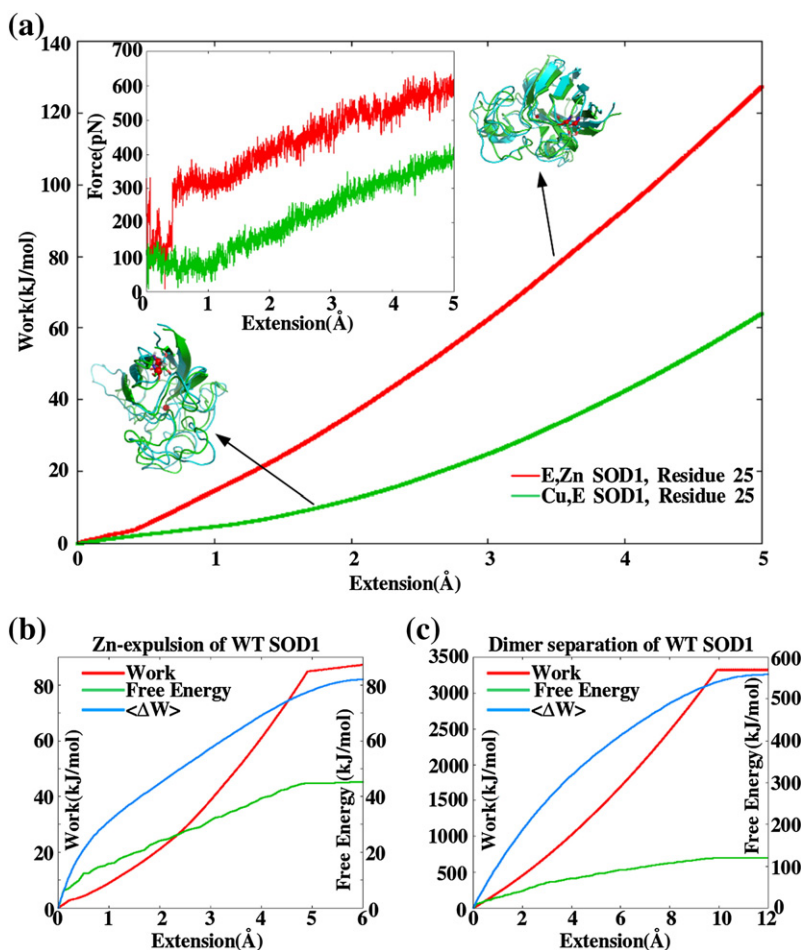 (a)
140
120
100
80
60
40
20
0
Work(kJ/mol)
0 1 2 3 4 5
Extension(Å)
700
600
500
400
300
200
100
0
Force(pN)
0 1 2 3 4 5
Extension(Å)
E,Zn SOD1, Residue 25
Cu,E SOD1, Residue 25
(b)
Zn-expulsion of WT SOD1
Work
Free Energy
<ΔW>
80
60
40
20
0
Work(kJ/mol)
80
60
40
20
0
Free Energy (kJ/mol)
0 1 2 3 4 5 6
Extension(Å)
(c)
Dimer separation of WT SOD1
Work
Free Energy
<ΔW>
3500
3000
2500
2000
1500
1000
500
0
Work(kJ/mol)
600
500
400
300
200
100
0
Free Energy (kJ/mol)
0 2 4 6 8 10 12
Extension(Å)